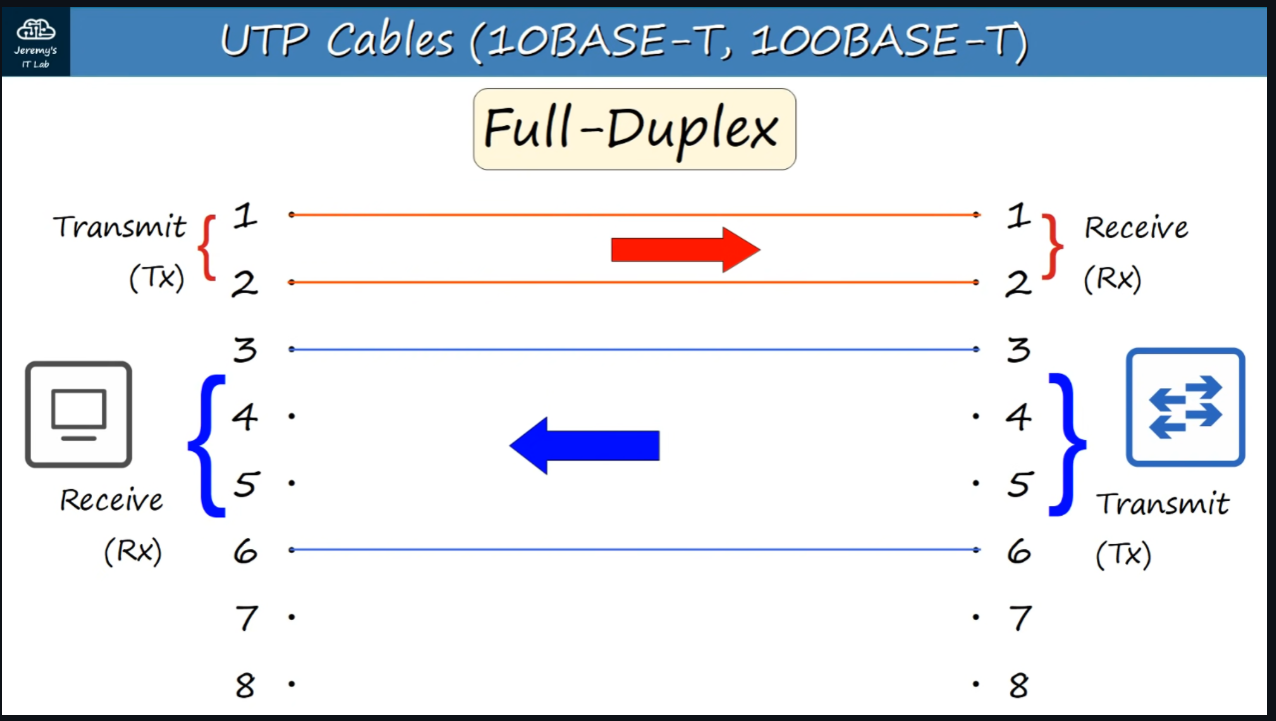 Jeremy's
IT Lab
UTP Cables (10BASE-T, 100BASE-T)
Full-Duplex
Transmit
(Tx)
1
1
Receive
(Rx)
2
2
3
3
4
4
5
5
Receive
(Rx)
Transmit
(Tx)
6
6
7
7
8
8